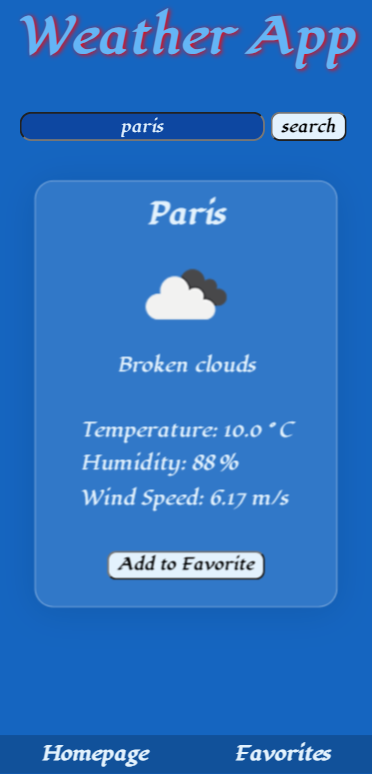 Weather App
paris search
Paris
Broken clouds
Temperature: 10.0 ° C
Humidity: 88 %
Wind Speed: 6.17 m/s
Add to Favorite
Homepage Favorites